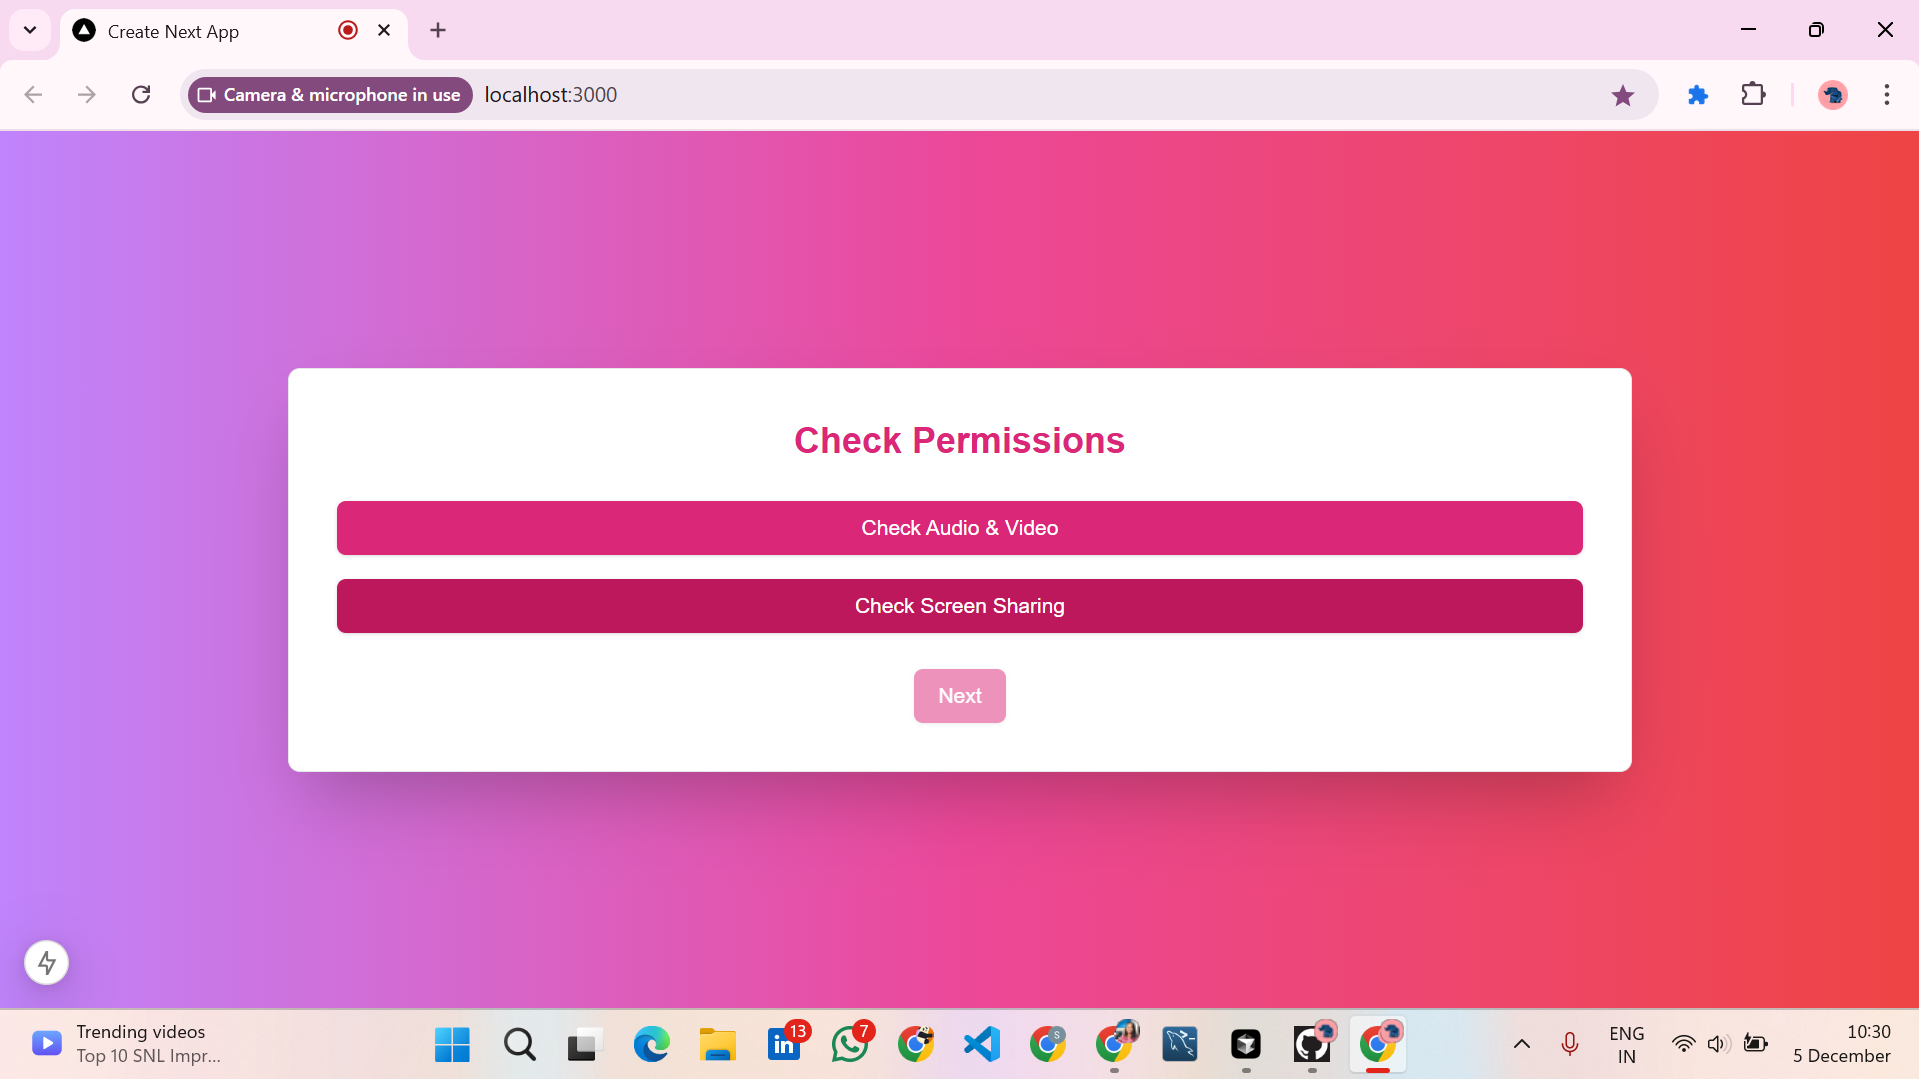 Create Next App
Camera & microphone in use
localhost:3000
Check Permissions
Check Audio & Video
Check Screen Sharing
Next
Trending videos
Top 10 SNL Impr...
13
7
S
ENG
IN
10:30
5 December